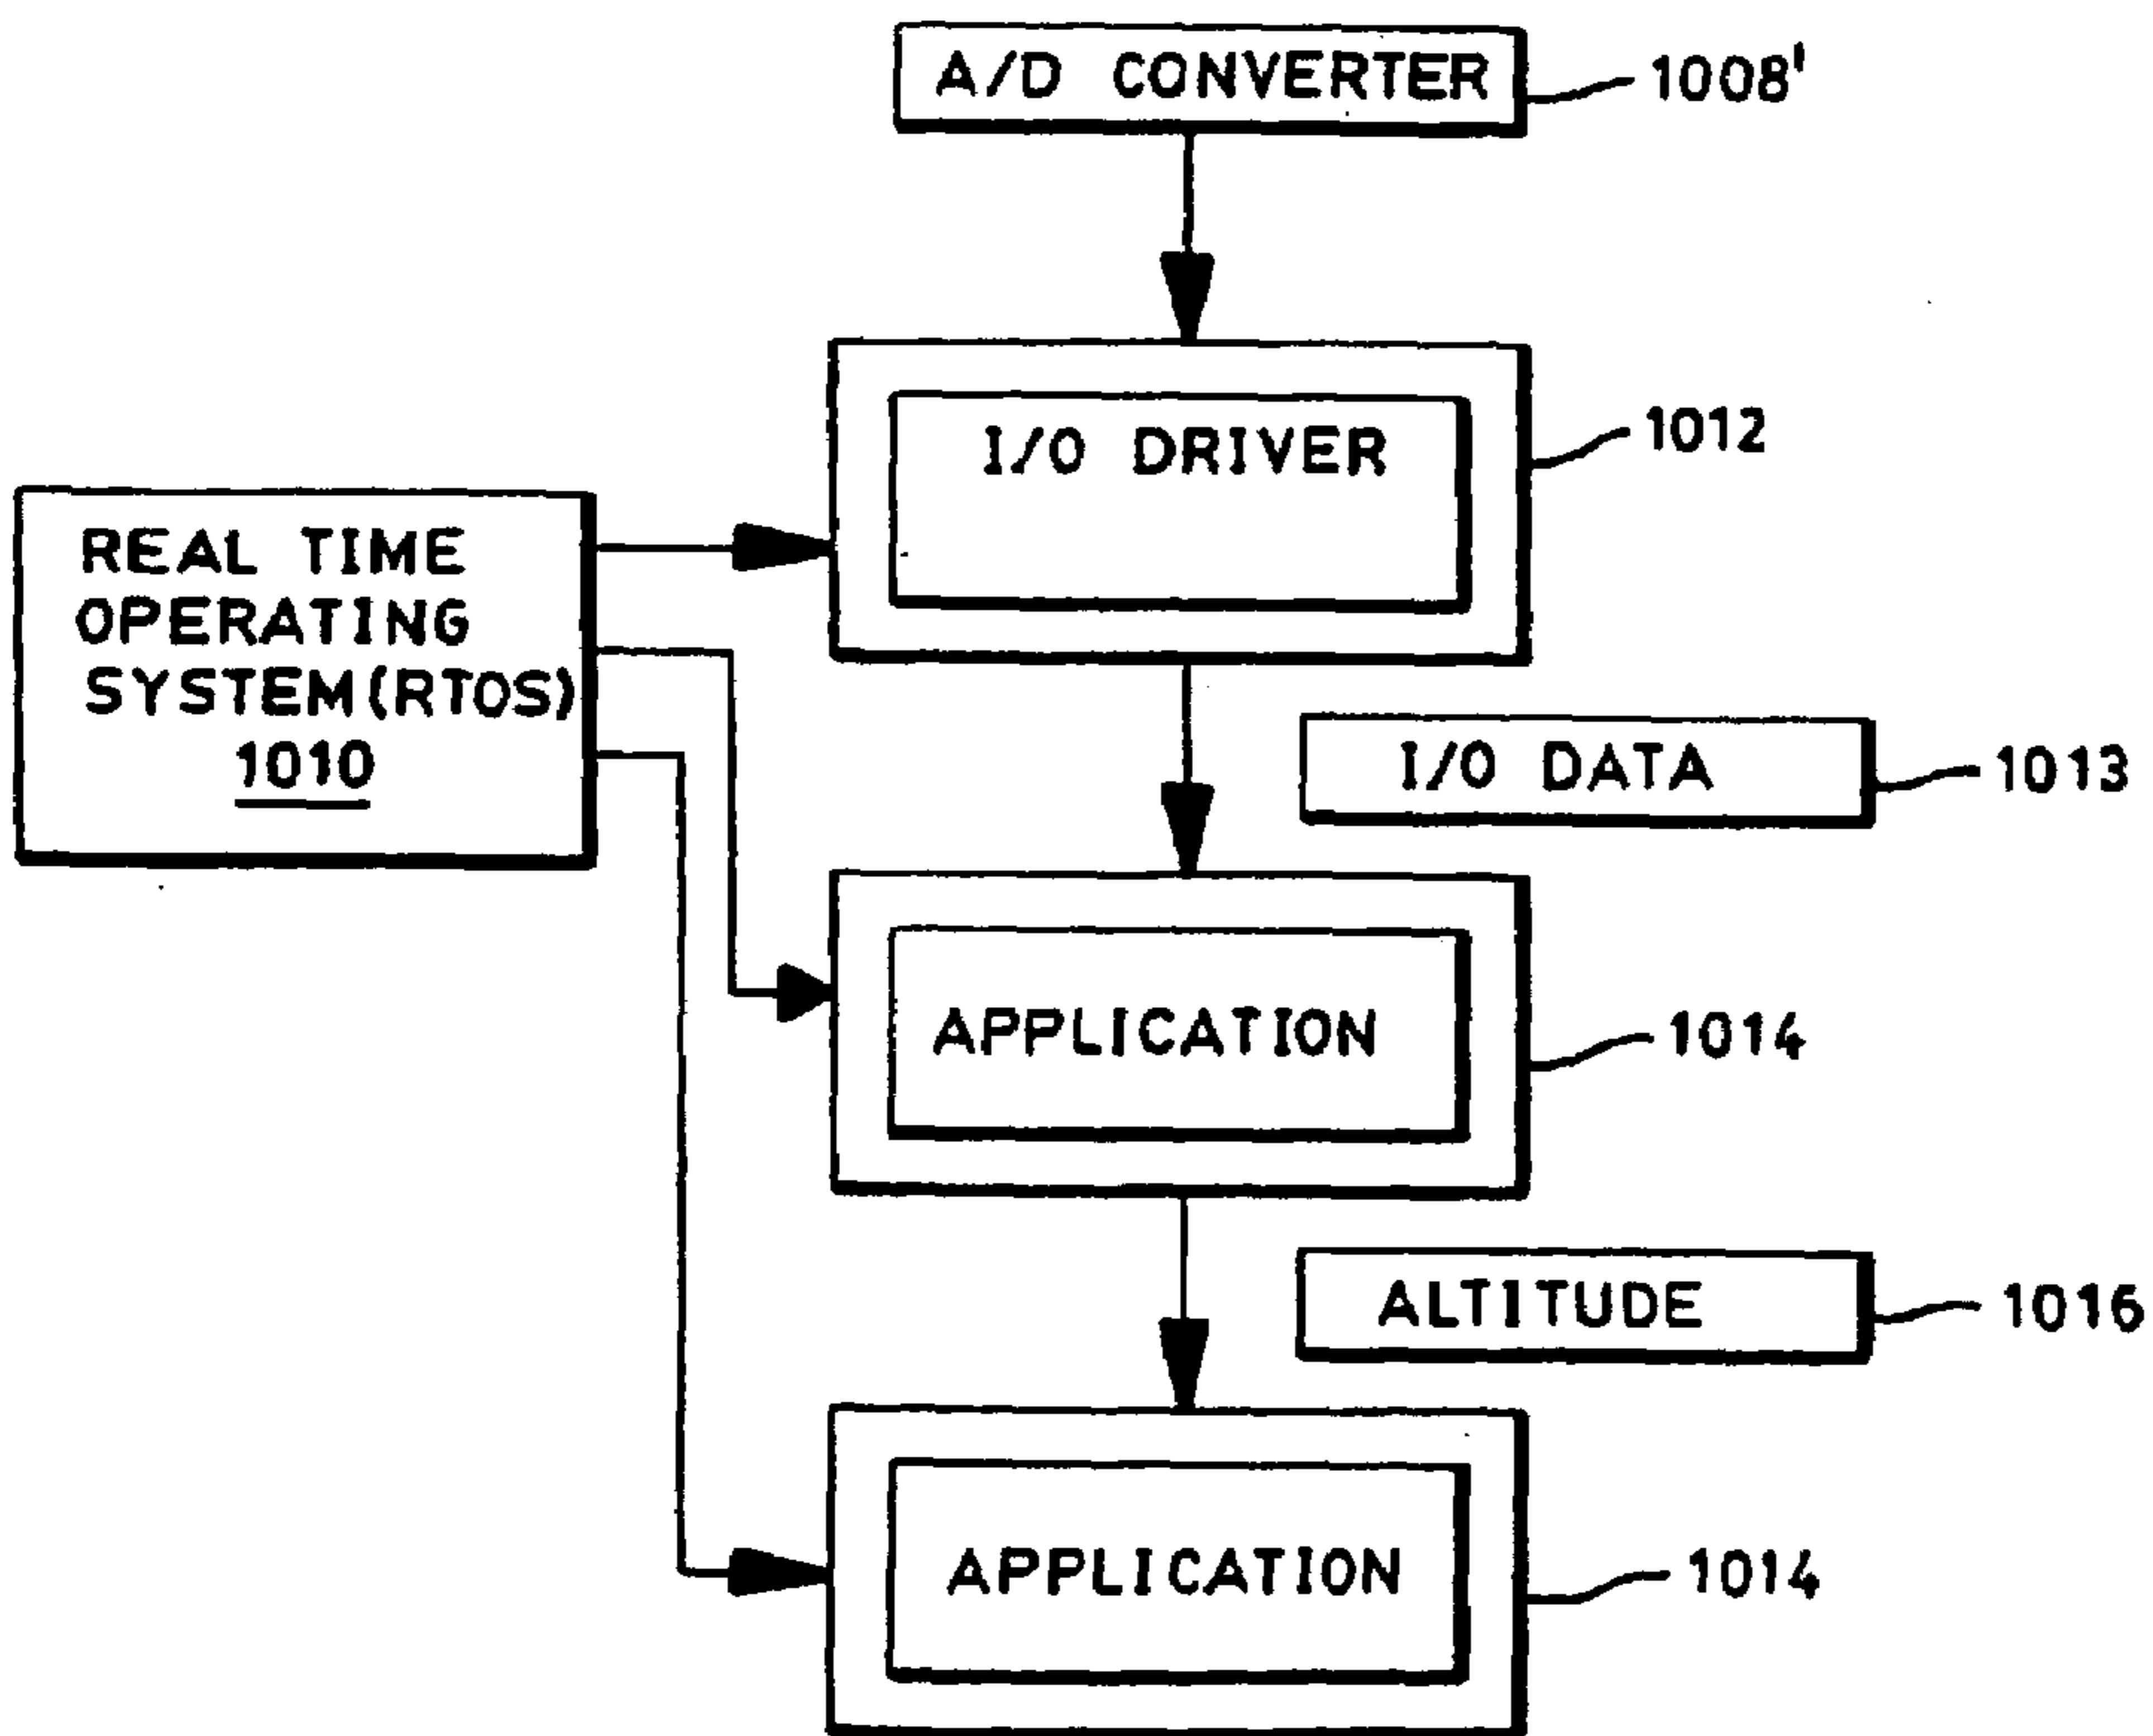 A/D CONVERTER
1008'
I/O DRIVER
1012
REAL TIME
OPERATING
SYSTEM(RTOS)
1010
I/O DATA
1013
APPLICATION
1014
ALTITUDE
1016
APPLICATION
1014